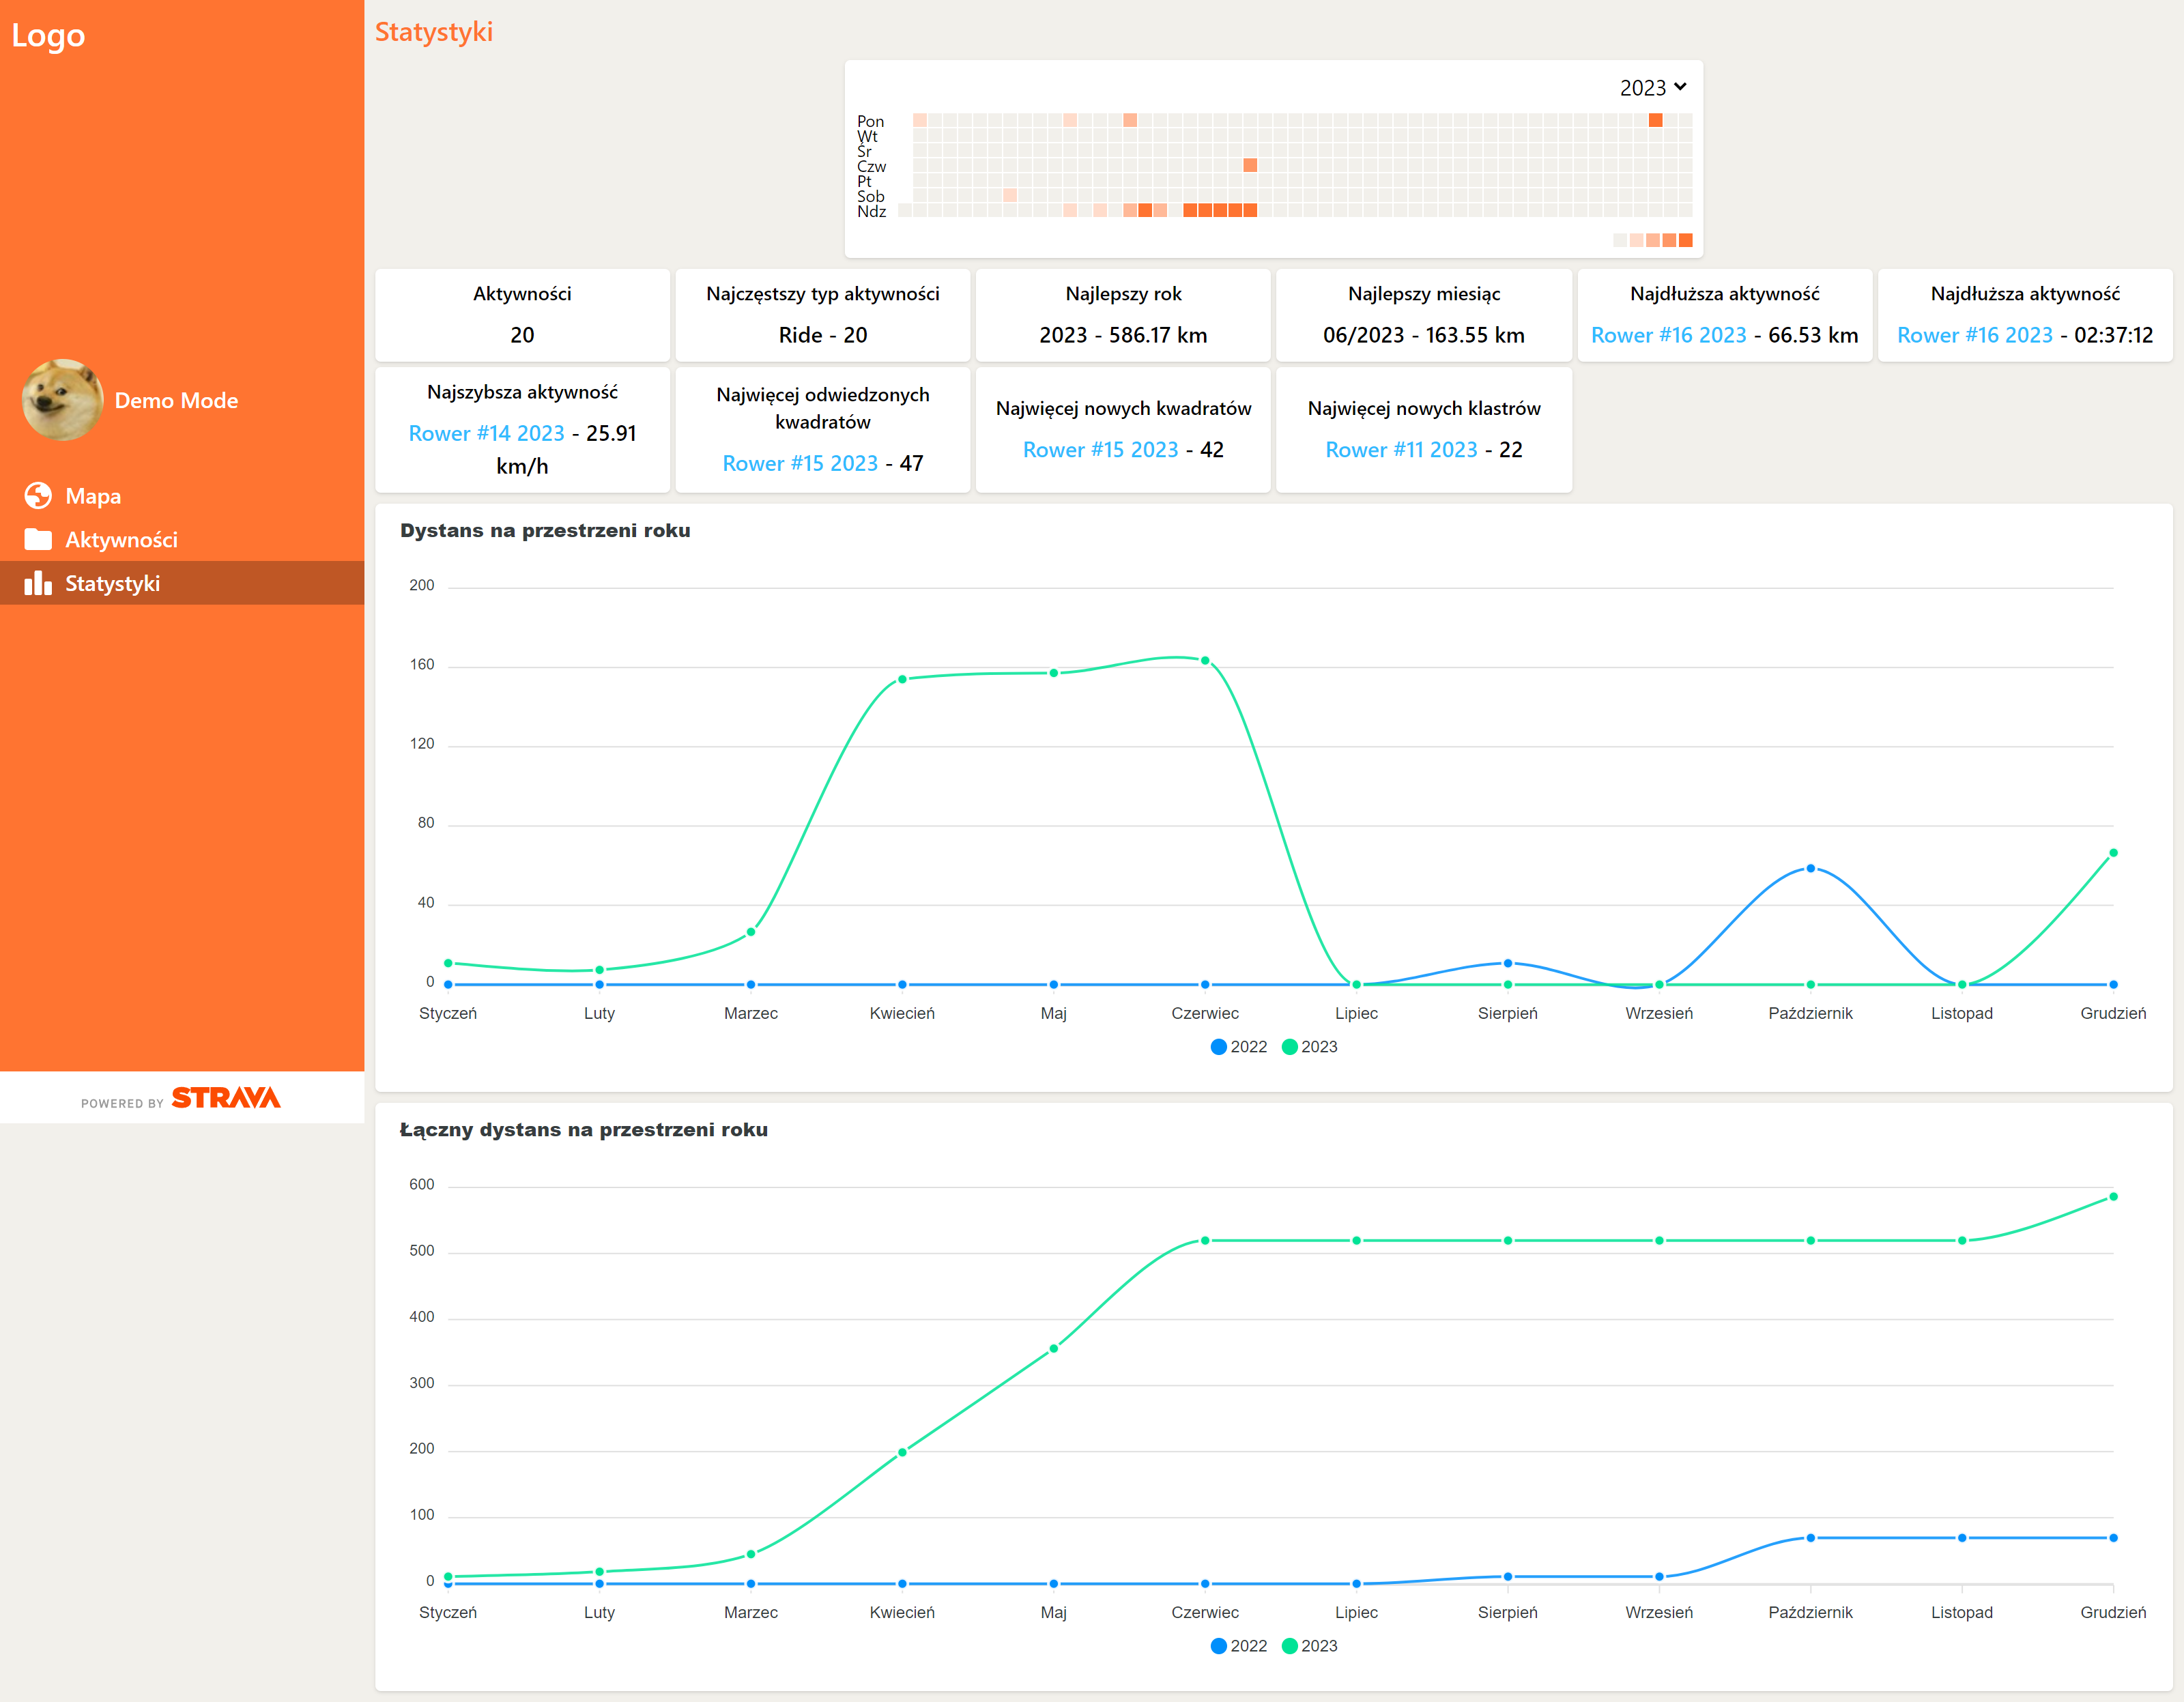 Logo
Demo Mode
Mapa
Aktywności
Statystyki
POWERED BY STRAVA
Statystyki
2023
Pon
Wt
Śr
Czw
Pt
Sob
Ndz
Aktywności
20
Najczęstszy typ aktywności
Ride - 20
Najlepszy rok
2023 - 586.17 km
Najlepszy miesiąc
06/2023 - 163.55 km
Najdłuższa aktywność
Rower #16 2023 - 66.53 km
Najdłuższa aktywność
Rower #16 2023 - 02:37:12
Najszybsza aktywność
Rower #14 2023 - 25.91
km/h
Najwięcej odwiedzonych
kwadratów
Rower #15 2023 - 47
Najwięcej nowych kwadratów
Rower #15 2023 - 42
Najwięcej nowych klastrów
Rower #11 2023 - 22
Dystans na przestrzeni roku
200
160
120
80
40
0
Styczeń Luty Marzec Kwiecień Maj Czerwiec Lipiec Sierpień Wrzesień Październik Listopad Grudzień
2022 2023
Łączny dystans na przestrzeni roku
600
500
400
300
200
100
0
Styczeń Luty Marzec Kwiecień Maj Czerwiec Lipiec Sierpień Wrzesień Październik Listopad Grudzień
2022 2023